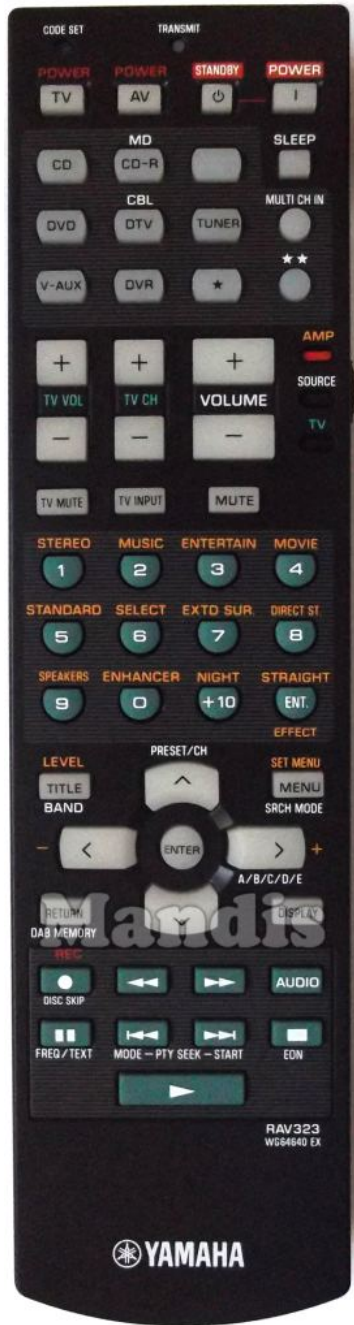 CODE SET TRANSMIT
POWER POWER STANDBY POWER
TV AV I
MD SLEEP
CD CD-R
CBL MULTI CH IN
DVD DTV TUNER
★★
V-AUX DVR ★
AMP
+ + + SOURCE
TV VOL TV CH VOLUME
TV
− − −
TV MUTE TV INPUT MUTE
STEREO MUSIC ENTERTAIN MOVIE
1 2 3 4
STANDARD SELECT EXTD SUR. DIRECT ST.
5 6 7 8
SPEAKERS ENHANCER NIGHT STRAIGHT
9 0 +10 ENT.
EFFECT
LEVEL PRESET/CH SET MENU
TITLE MENU
BAND SRCH MODE
− ENTER +
A/B/C/D/E
RETURN DISPLAY
Mandis
DAB MEMORY
REC
AUDIO
DISC SKIP
FREQ/TEXT MODE−PTY SEEK−START EON
RAV323
WG64640 EX
YAMAHA